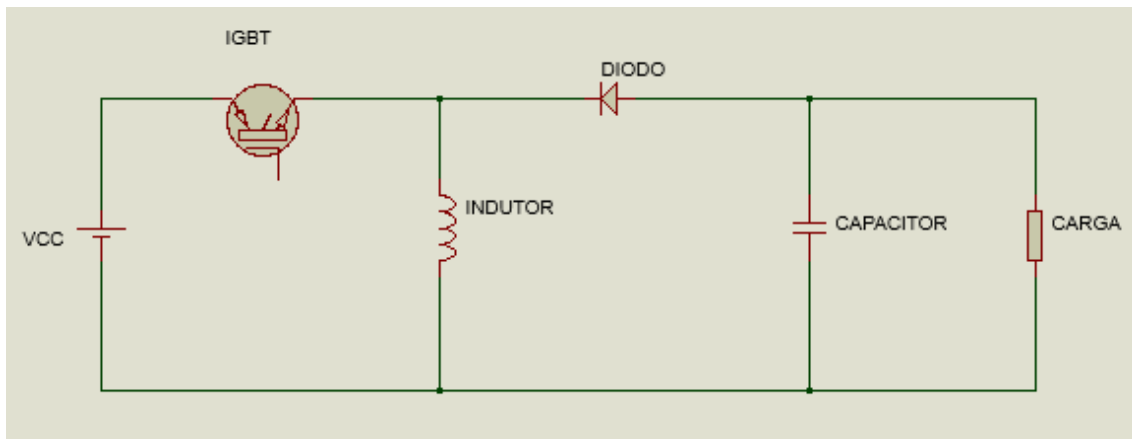 IGBT
DIODO
INDUTOR
VCC
CAPACITOR
CARGA